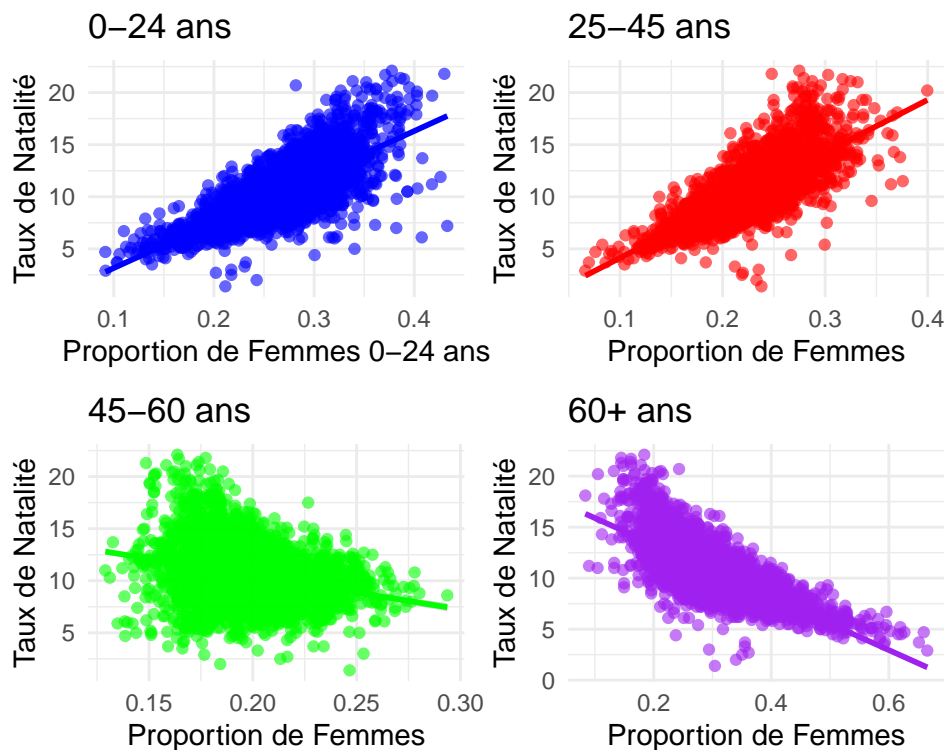 0−24 ans
Taux de Natalité
20
15
10
5
0.1 0.2 0.3 0.4
Proportion de Femmes 0−24 ans
25−45 ans
Taux de Natalité
20
15
10
5
0.1 0.2 0.3 0.4
Proportion de Femmes
45−60 ans
Taux de Natalité
20
15
10
5
0.15 0.20 0.25 0.30
Proportion de Femmes
60+ ans
Taux de Natalité
20
15
10
5
0
0.2 0.4 0.6
Proportion de Femmes